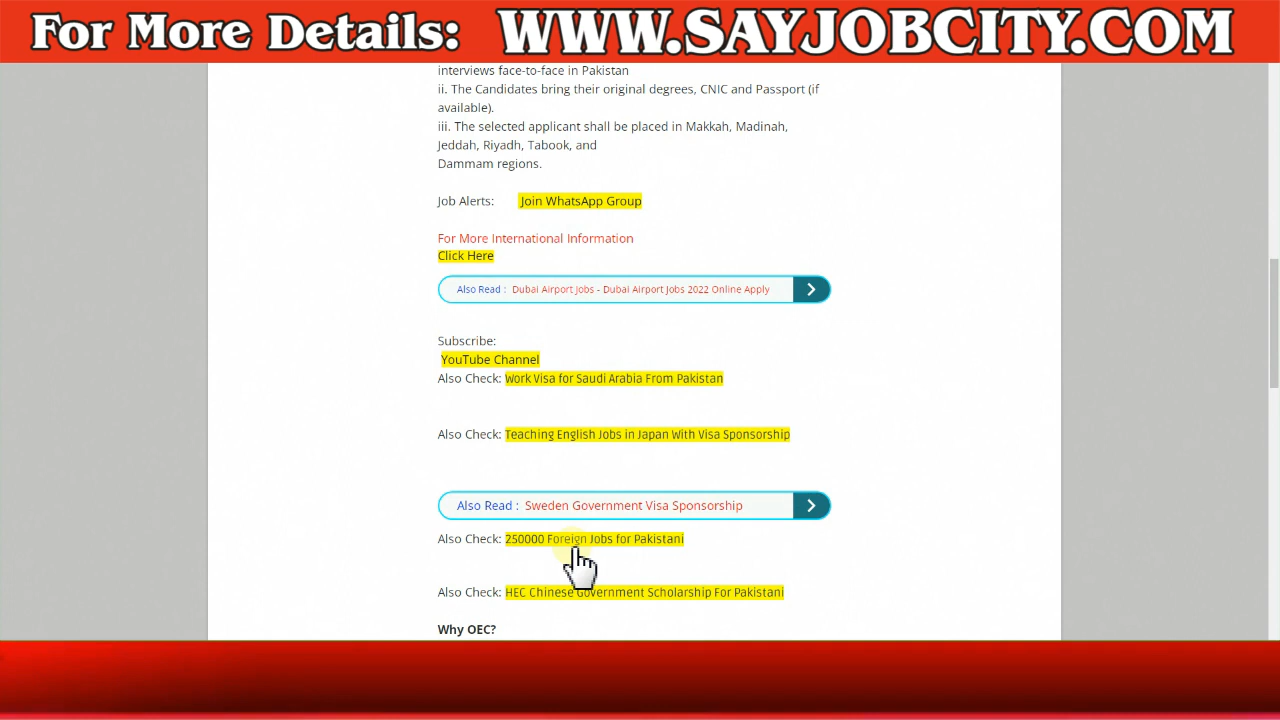 For More Details: WWW.SAYJOBCITY.COM
interviews face-to-face in Pakistan
ii. The Candidates bring their original degrees, CNIC and Passport (if
available).
iii. The selected applicant shall be placed in Makkah, Madinah,
Jeddah, Riyadh, Tabook, and
Dammam regions.
Job Alerts: Join WhatsApp Group
For More International Information
Click Here
Also Read : Dubai Airport Jobs - Dubai Airport Jobs 2022 Online Apply
Subscribe:
YouTube Channel
Also Check: Work Visa for Saudi Arabia From Pakistan
Also Check: Teaching English Jobs in Japan With Visa Sponsorship
Also Read : Sweden Government Visa Sponsorship
Also Check: 250000 Foreign Jobs for Pakistani
Also Check: HEC Chinese Government Scholarship For Pakistani
Why OEC?